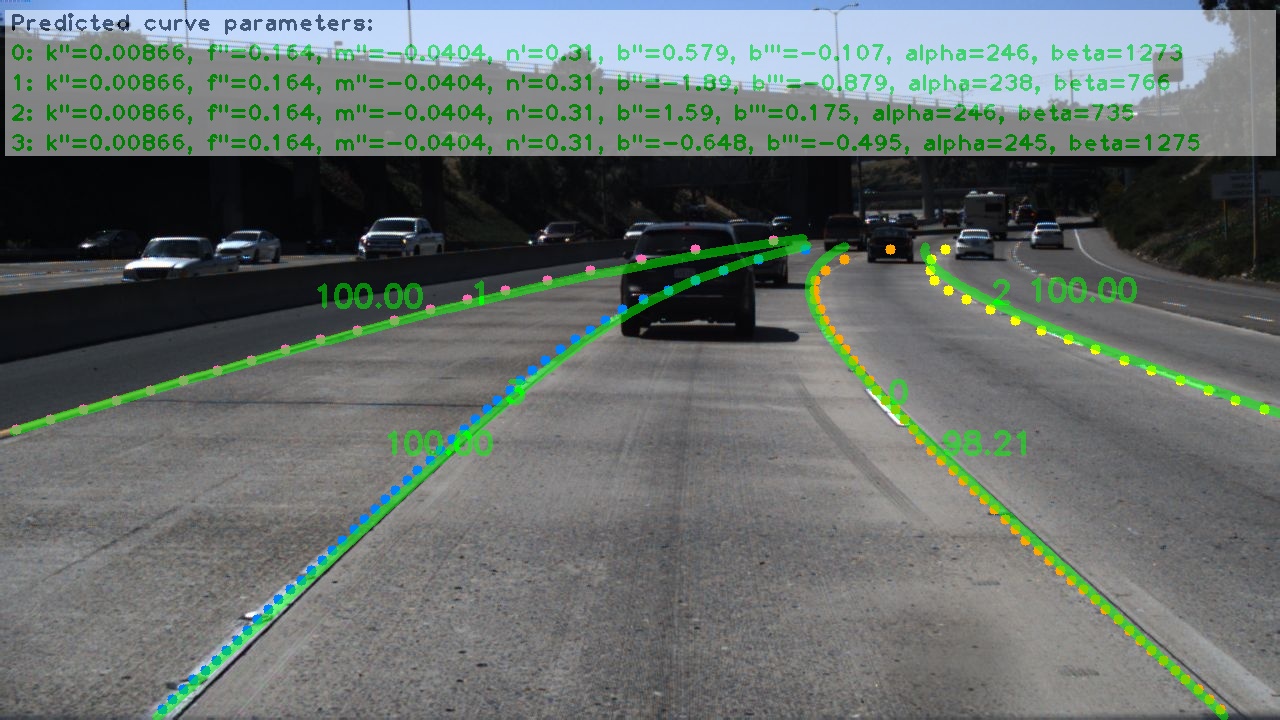 Predicted curve parameters:
0: k''=0.00866, f''=0.164, m''=−0.0404, n'=0.31, b''=0.579, b'''=−0.107, alpha=246, beta=1273
1: k''=0.00866, f''=0.164, m''=−0.0404, n'=0.31, b''=−1.89, b'''=−0.879, alpha=238, beta=766
2: k''=0.00866, f''=0.164, m''=−0.0404, n'=0.31, b''=1.59, b'''=0.175, alpha=246, beta=735
3: k''=0.00866, f''=0.164, m''=−0.0404, n'=0.31, b''=−0.648, b'''=−0.495, alpha=245, beta=1275
100.00 1
2 100.00
3
0
100.00
98.21